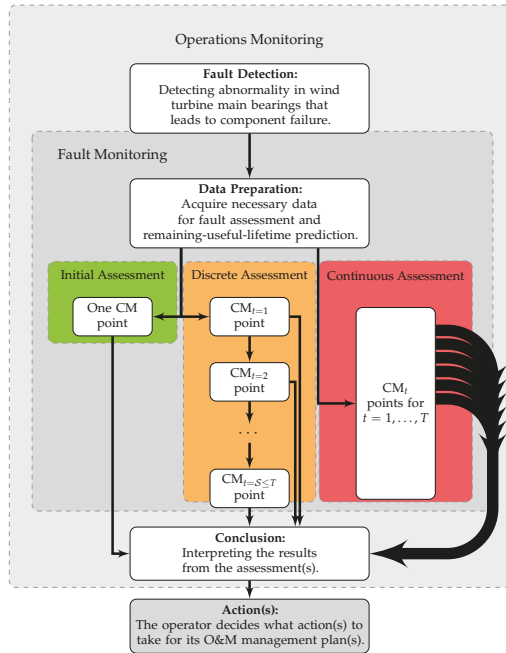 Operations Monitoring
Fault Detection:
Detecting abnormality in wind
turbine main bearings that
leads to component failure.
Fault Monitoring
Data Preparation:
Acquire necessary data
for fault assessment and
remaining-useful-lifetime prediction.
Initial Assessment
One CM
point
Discrete Assessment
CM_{t=1}
point
CM_{t=2}
point
...
CM_{t=S≤T}
point
Continuous Assessment
CM_t
points for
t = 1, . . . , T
Conclusion:
Interpreting the results
from the assessment(s).
Action(s):
The operator decides what action(s) to
take for its O&M management plan(s).